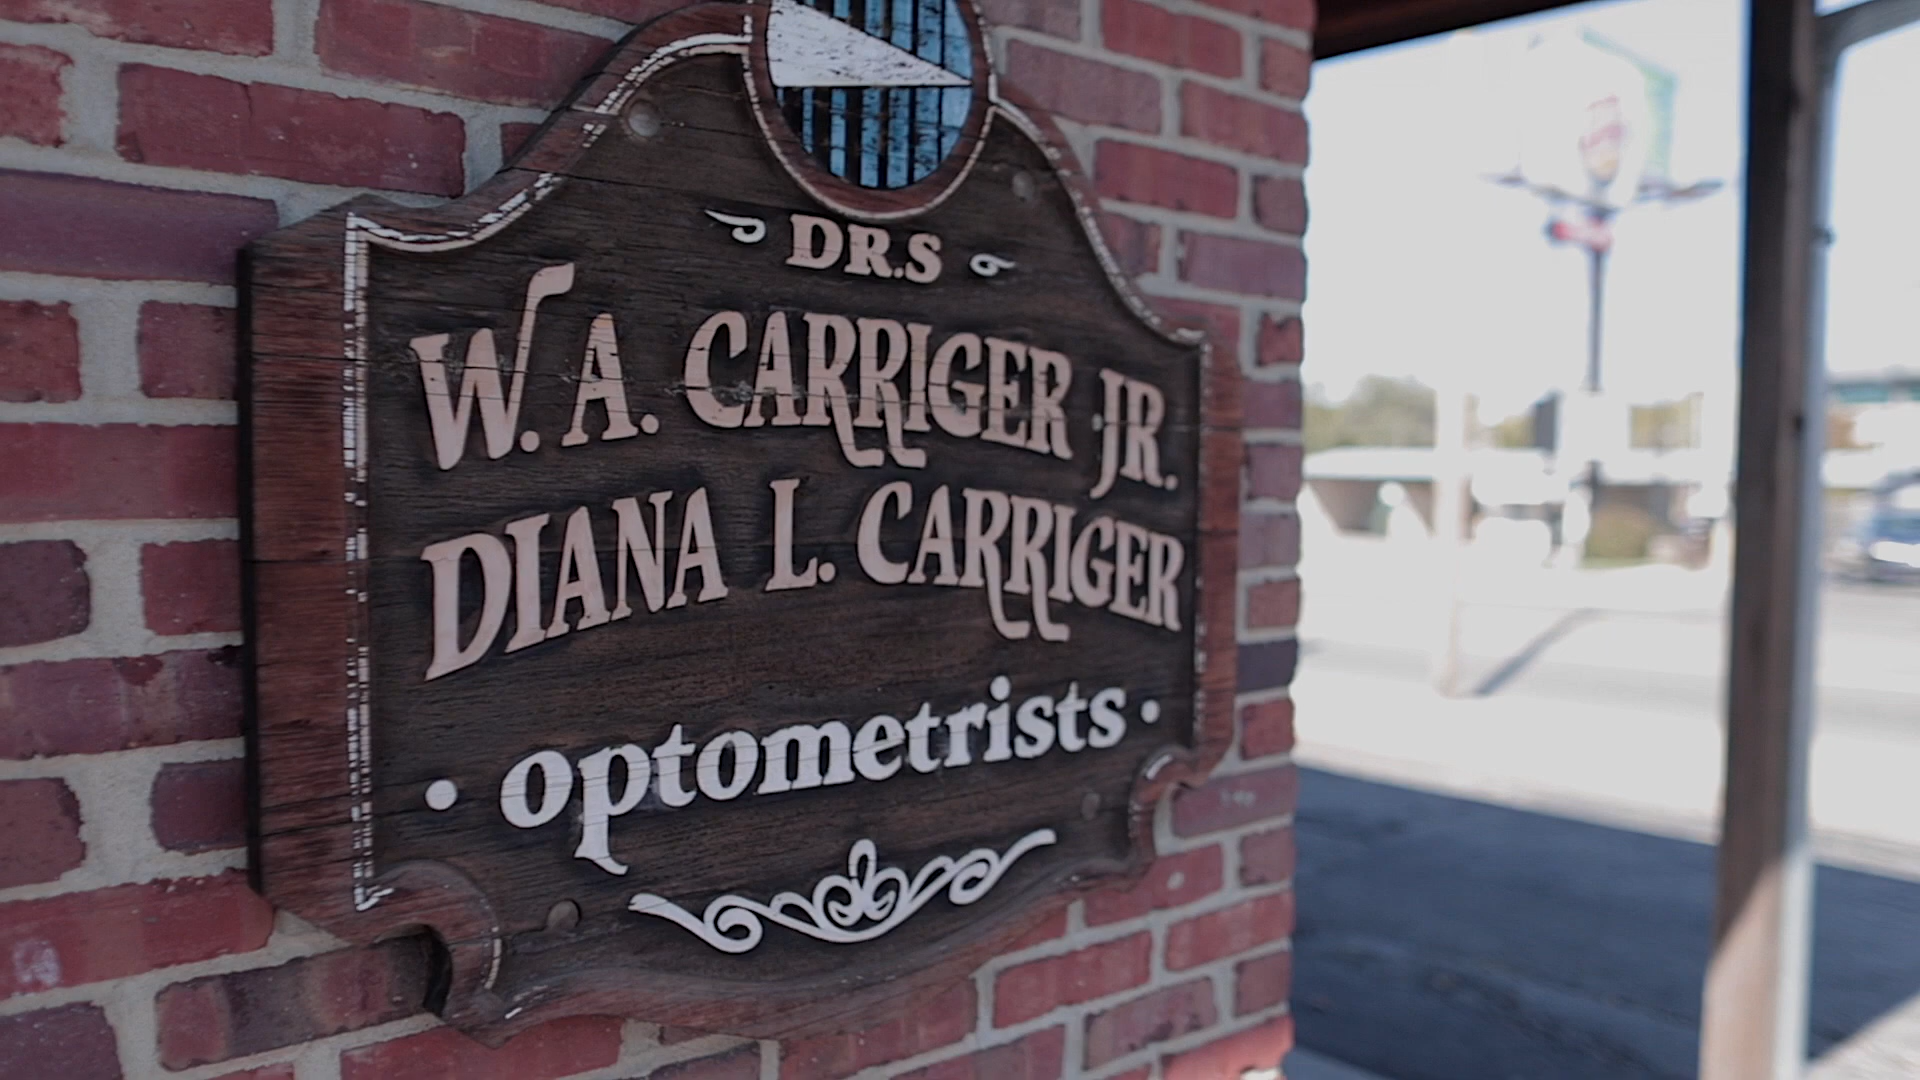 DR.S
W. A. CARRIGER JR.
DIANA L. CARRIGER
• optometrists •